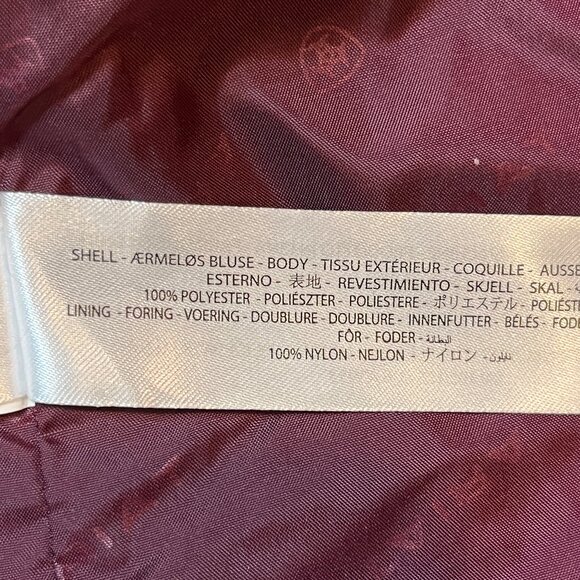 SHELL - ÆRMELØS BLUSE - BODY - TISSU EXTÉRIEUR - COQUILLE - AUSSE
ESTERNO - 表地 - REVESTIMIENTO - SKJELL - SKAL -
100% POLYESTER - POLIÉSZTER - POLIESTERE - ポリエステル - POLIÉST
LINING - FORING - VOERING - DOUBLURE - DOUBLURE - INNENFUTTER - BÉLÉS - FOD
FÔR - FODER - البطانة
100% NYLON - NEJLON - ナイロン - نايلون